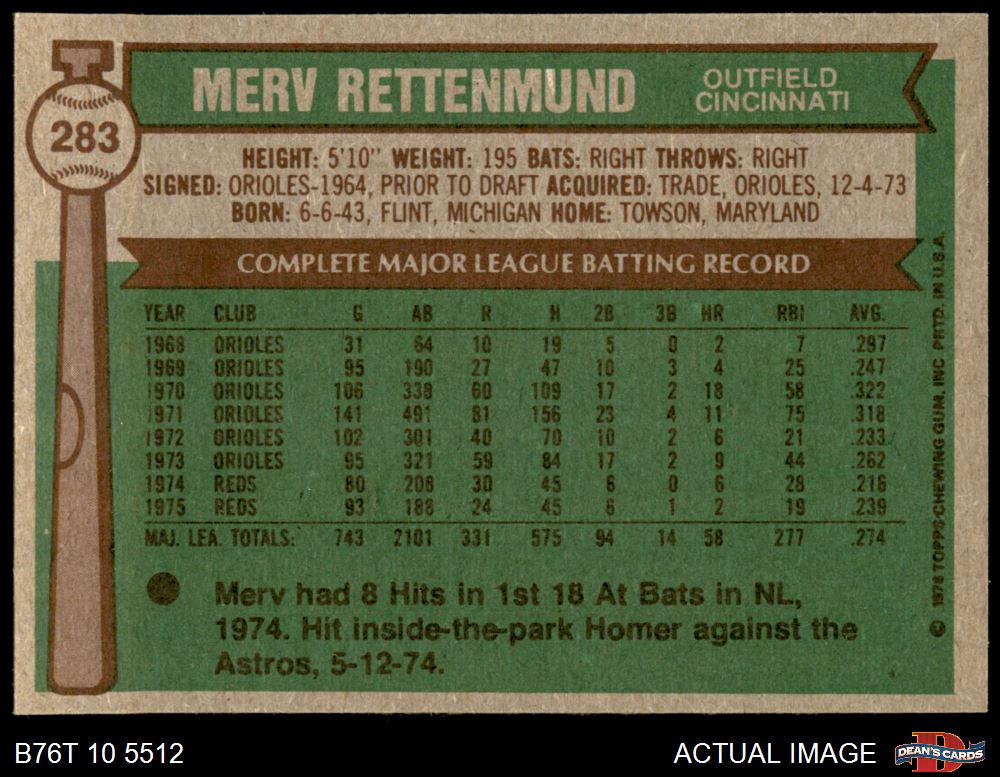 MERV RETTENMUND
OUTFIELD
CINCINNATI
283
HEIGHT: 5'10" WEIGHT: 195 BATS: RIGHT THROWS: RIGHT
SIGNED: ORIOLES-1964, PRIOR TO DRAFT ACQUIRED: TRADE, ORIOLES, 12-4-73
BORN: 6-6-43, FLINT, MICHIGAN HOME: TOWSON, MARYLAND
COMPLETE MAJOR LEAGUE BATTING RECORD
YEAR CLUB G AB R H 2B 3B HR RBI AVG.
1968 ORIOLES 31 64 10 19 5 0 2 7 .297
1969 ORIOLES 95 190 27 47 10 3 4 25 .247
1970 ORIOLES 106 338 60 109 17 2 18 58 .322
1971 ORIOLES 141 491 81 156 23 4 11 75 .318
1972 ORIOLES 102 301 40 70 10 2 6 21 .233
1973 ORIOLES 95 321 59 84 17 2 9 44 .262
1974 REDS 80 208 30 45 6 0 6 28 .216
1975 REDS 93 188 24 45 6 1 2 19 .239
MAJ. LEA. TOTALS: 743 2101 331 575 94 14 58 277 .274
Merv had 8 Hits in 1st 18 At Bats in NL,
1974. Hit inside-the-park Homer against the
Astros, 5-12-74.
© 1976 TOPPS CHEWING GUM, INC PRTD. IN U.S.A.
B76T 10 5512
ACTUAL IMAGE
DEAN'S CARDS